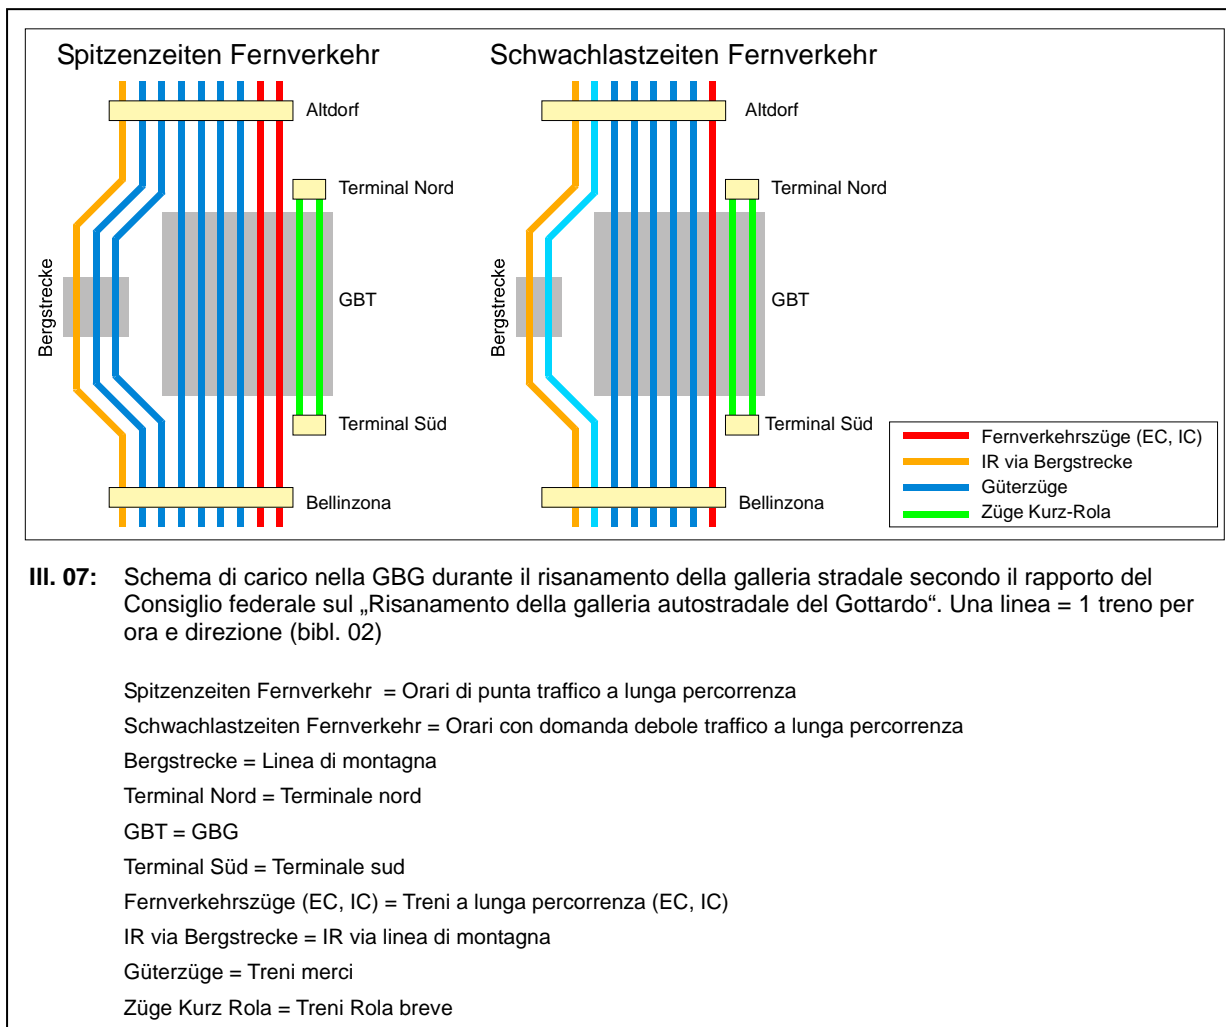 Spitzenzeiten Fernverkehr
Altdorf
Terminal Nord
Bergstrecke
GBT
Terminal Süd
Bellinzona
Schwachlastzeiten Fernverkehr
Altdorf
Terminal Nord
Bergstrecke
GBT
Terminal Süd
Bellinzona
Fernverkehrszüge (EC, IC)
IR via Bergstrecke
Güterzüge
Züge Kurz-Rola
III. 07: Schema di carico nella GBG durante il risanamento della galleria stradale secondo il rapporto del
Consiglio federale sul „Risanamento della galleria autostradale del Gottardo“. Una linea = 1 treno per
ora e direzione (bibl. 02)
Spitzenzeiten Fernverkehr = Orari di punta traffico a lunga percorrenza
Schwachlastzeiten Fernverkehr = Orari con domanda debole traffico a lunga percorrenza
Bergstrecke = Linea di montagna
Terminal Nord = Terminale nord
GBT = GBG
Terminal Süd = Terminale sud
Fernverkehrszüge (EC, IC) = Treni a lunga percorrenza (EC, IC)
IR via Bergstrecke = IR via linea di montagna
Güterzüge = Treni merci
Züge Kurz Rola = Treni Rola breve